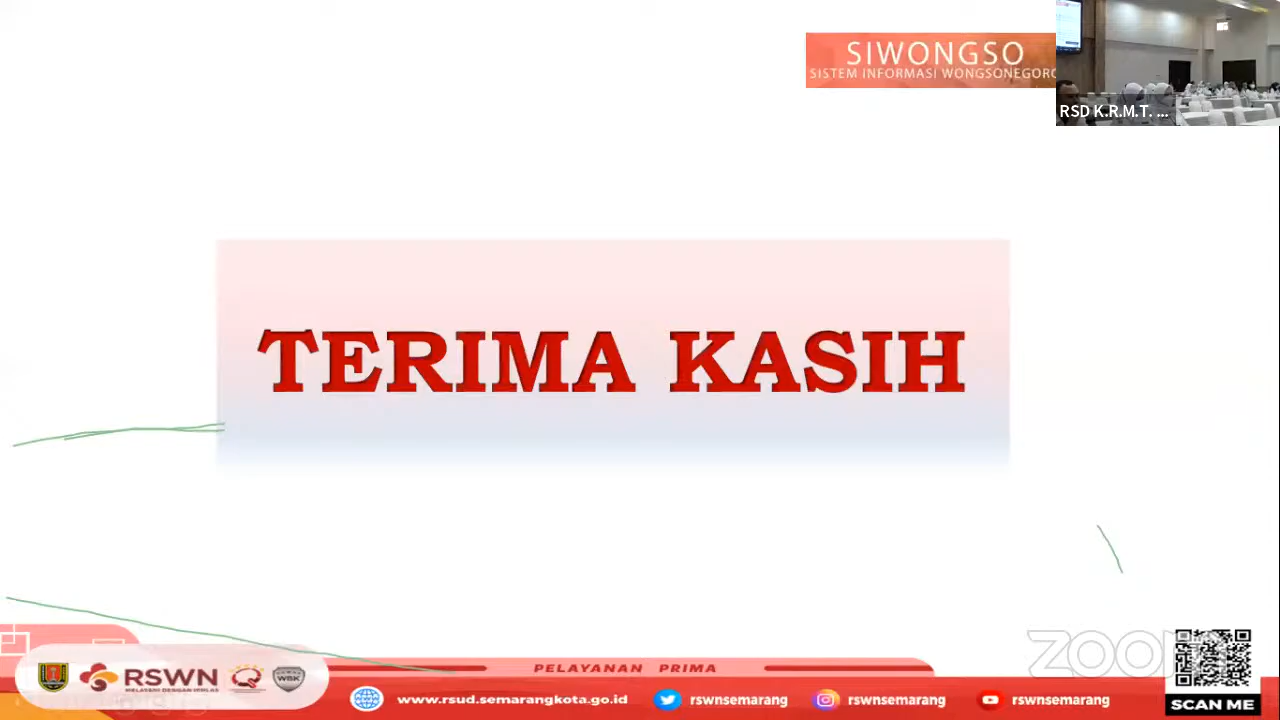 SIWONGSO
SISTEM INFORMASI WONGSONEGORO
RSD K.R.M.T. ...
TERIMA KASIH
zoom
RSWN
MELAYANI DENGAN IKHLAS
WBK
PELAYANAN PRIMA
www.rsud.semarangkota.go.id
rswnsemarang
rswnsemarang
rswnsemarang
SCAN ME